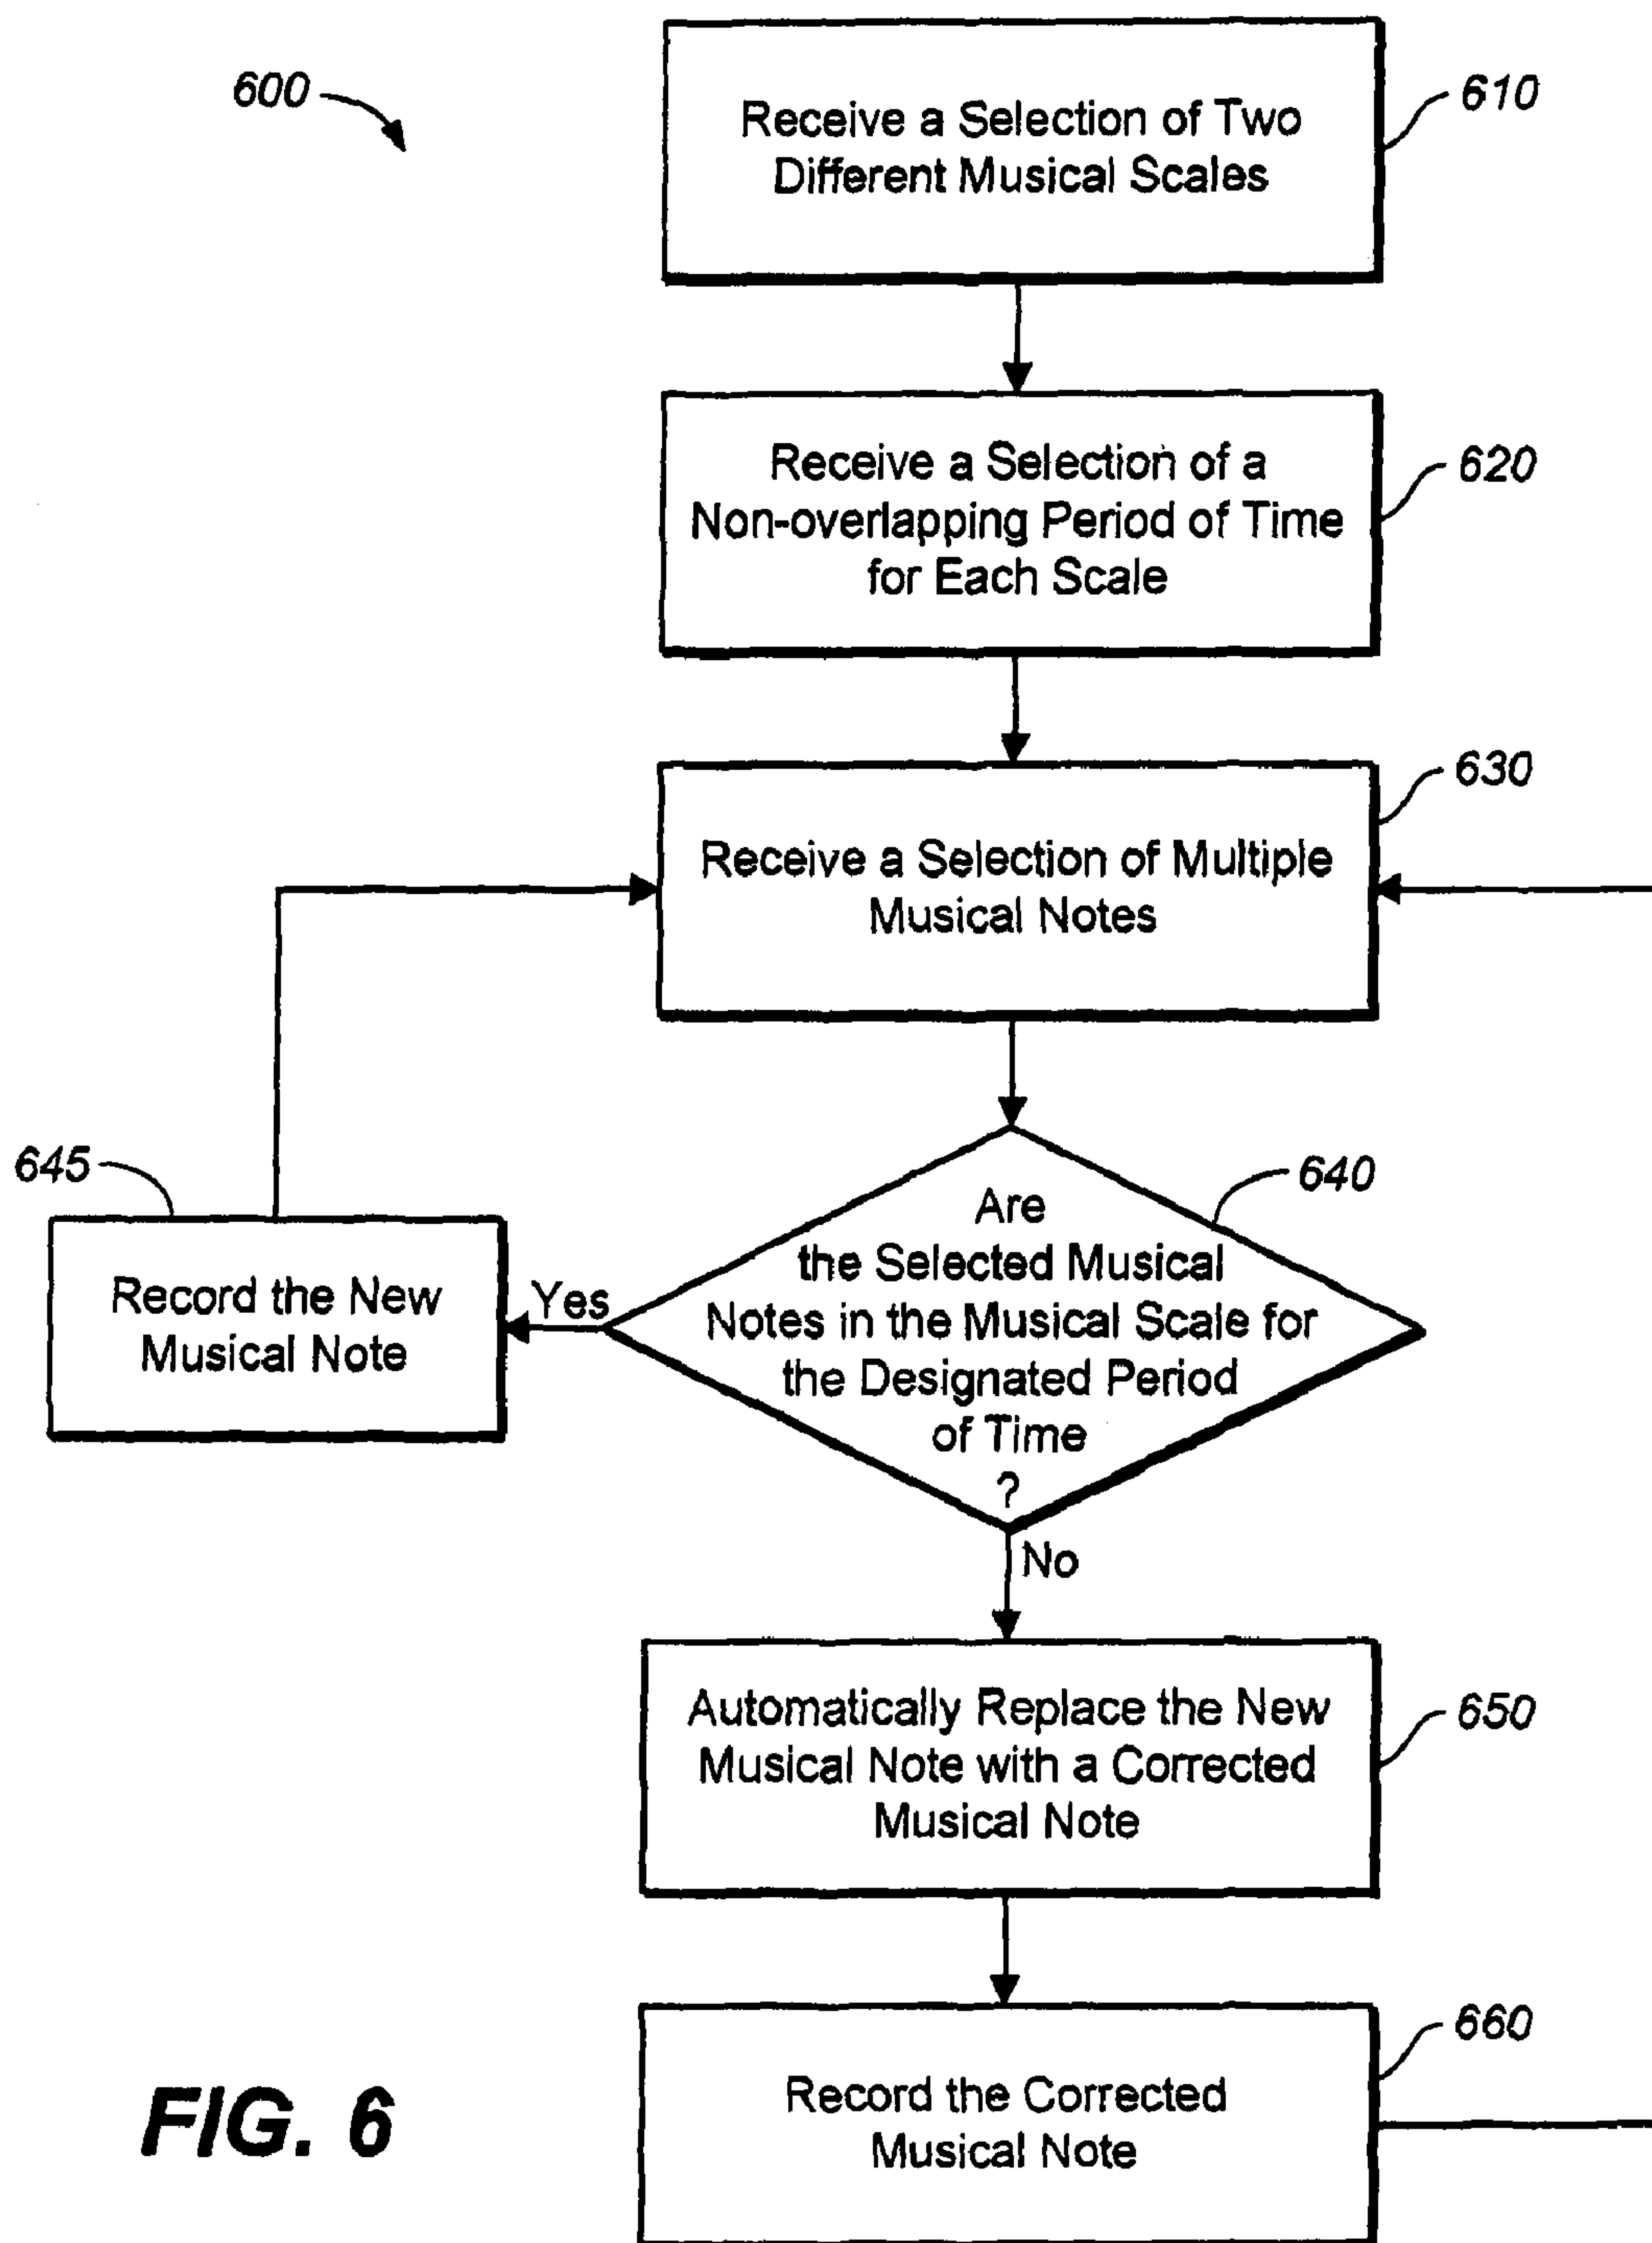 600
610
Receive a Selection of Two
Different Musical Scales
620
Receive a Selection of a
Non-overlapping Period of Time
for Each Scale
630
Receive a Selection of Multiple
Musical Notes
640
Are
the Selected Musical
Notes in the Musical Scale for
the Designated Period
of Time
?
Yes
645
Record the New
Musical Note
No
650
Automatically Replace the New
Musical Note with a Corrected
Musical Note
660
Record the Corrected
Musical Note
FIG. 6